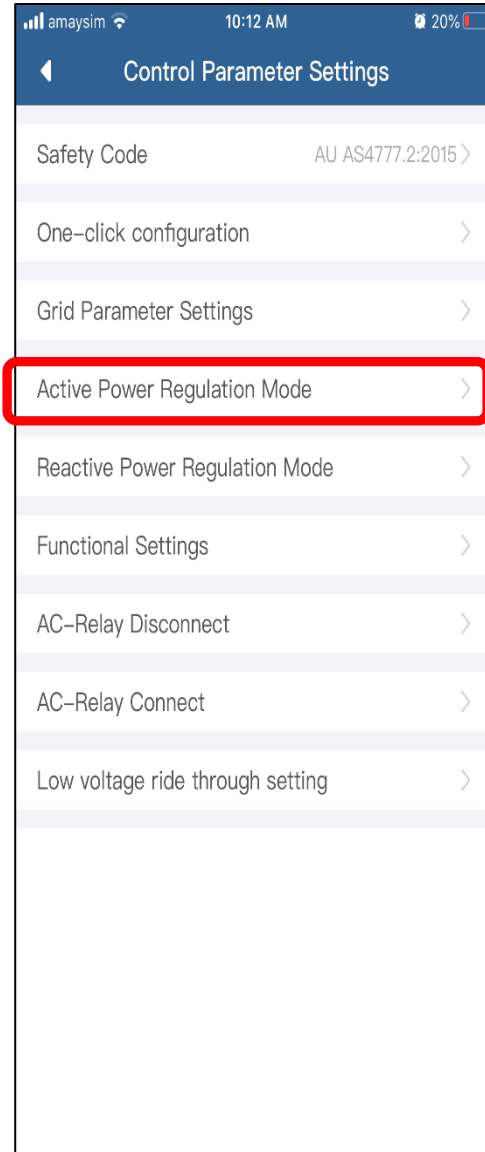 amaysim 10:12 AM 20%
Control Parameter Settings
Safety Code AU AS4777.2:2015
One-click configuration
Grid Parameter Settings
Active Power Regulation Mode
Reactive Power Regulation Mode
Functional Settings
AC-Relay Disconnect
AC-Relay Connect
Low voltage ride through setting